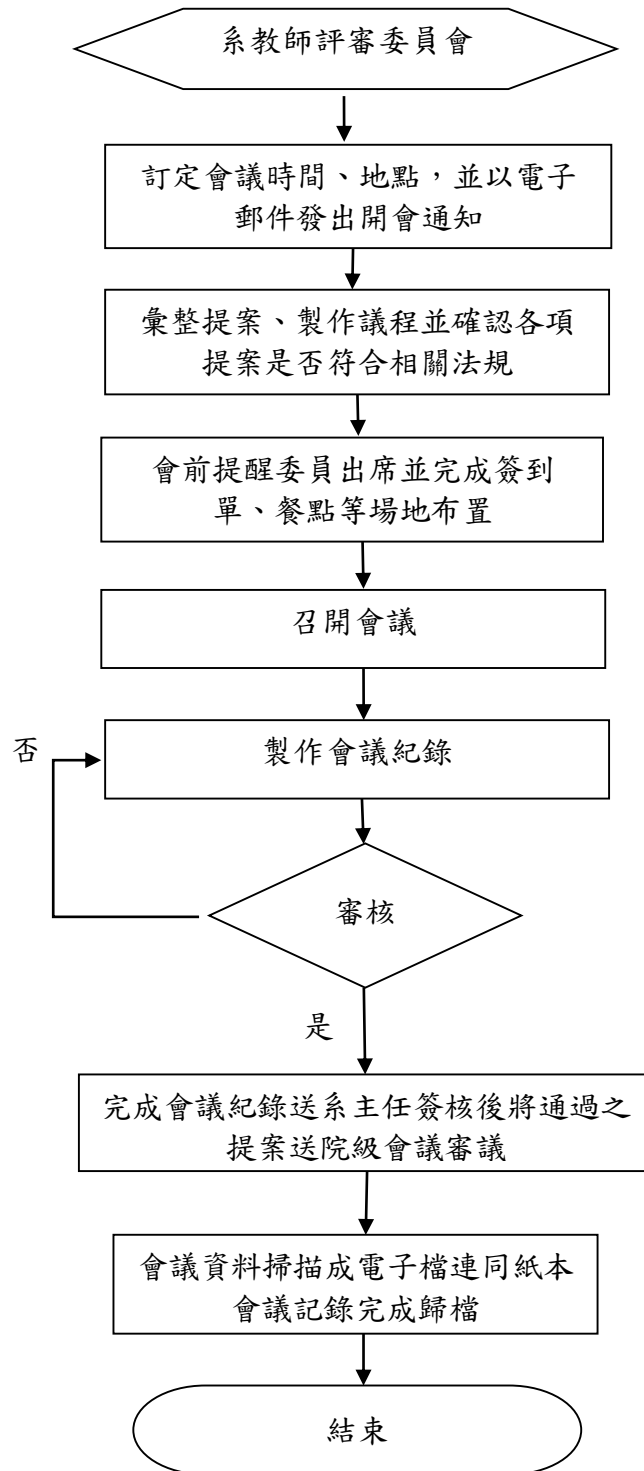 系教師評審委員會
訂定會議時間、地點，並以電子
郵件發出開會通知
彙整提案、製作議程並確認各項
提案是否符合相關法規
會前提醒委員出席並完成簽到
單、餐點等場地布置
召開會議
否
製作會議紀錄
審核
是
完成會議紀錄送系主任簽核後將通過之
提案送院級會議審議
會議資料掃描成電子檔連同紙本
會議記錄完成歸檔
結束